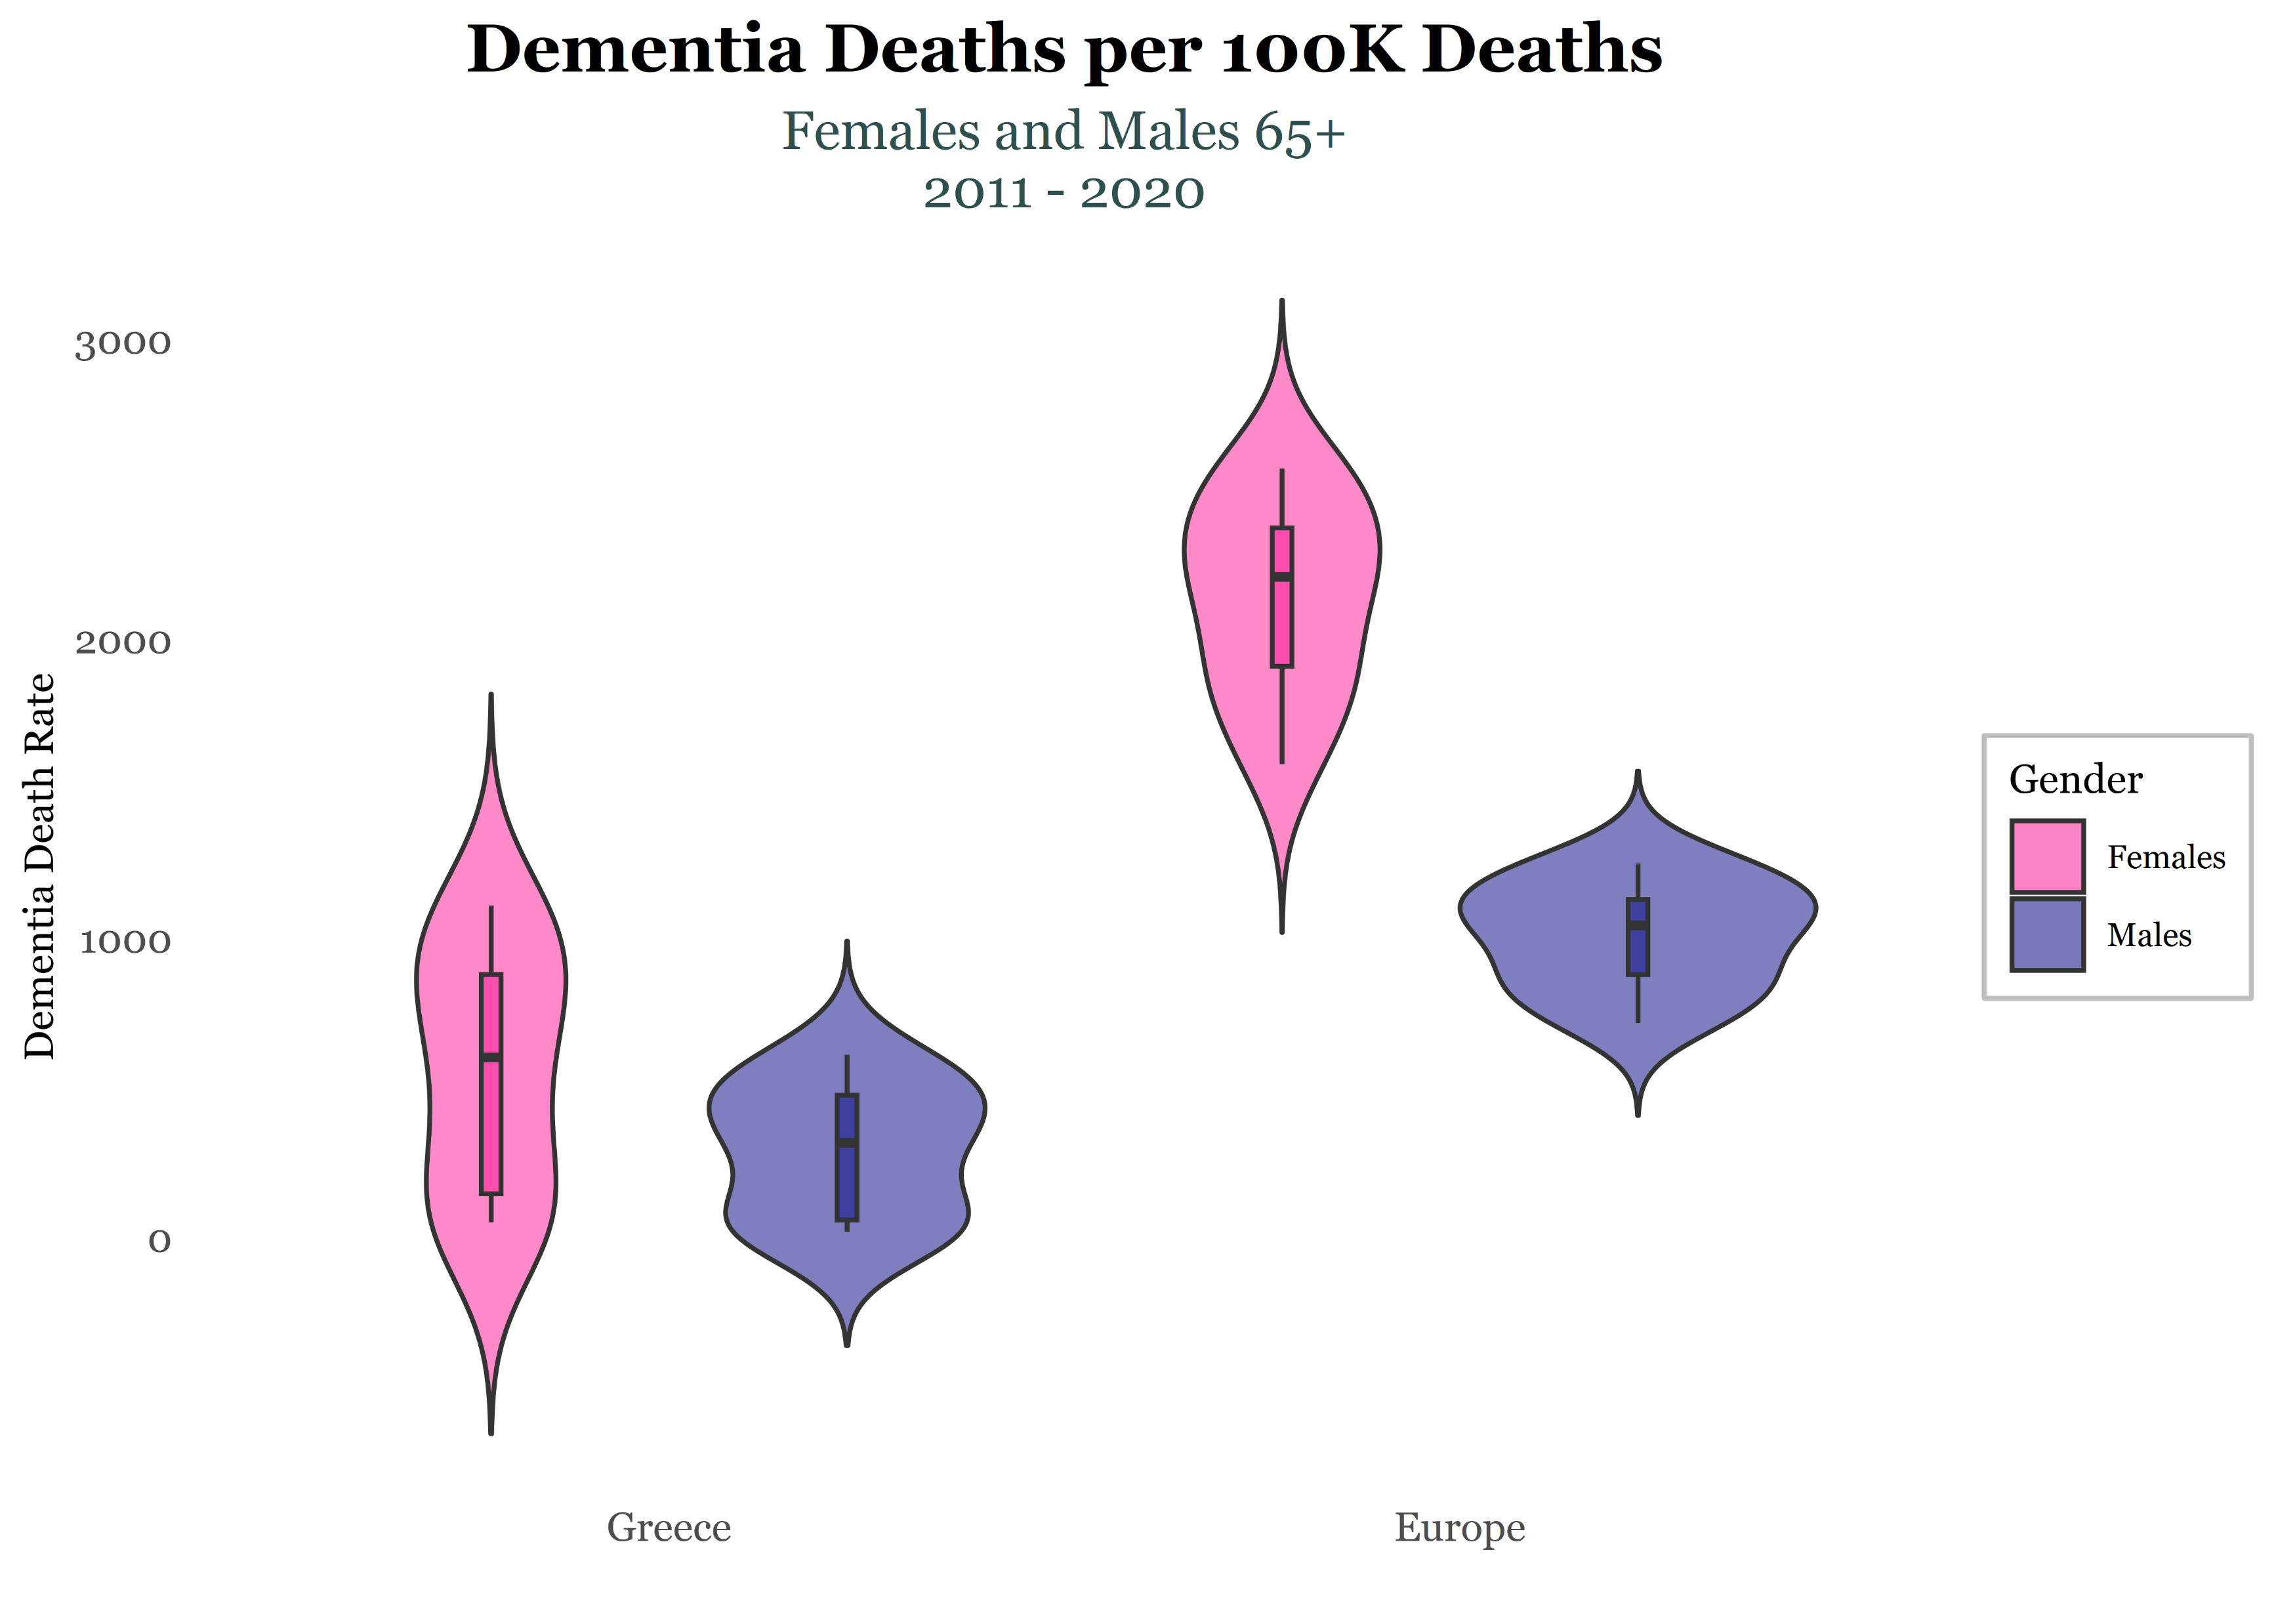 Dementia Deaths per 100K Deaths
Females and Males 65+
2011 - 2020
3000
2000
1000
0
Dementia Death Rate
Greece
Europe
Gender
Females
Males